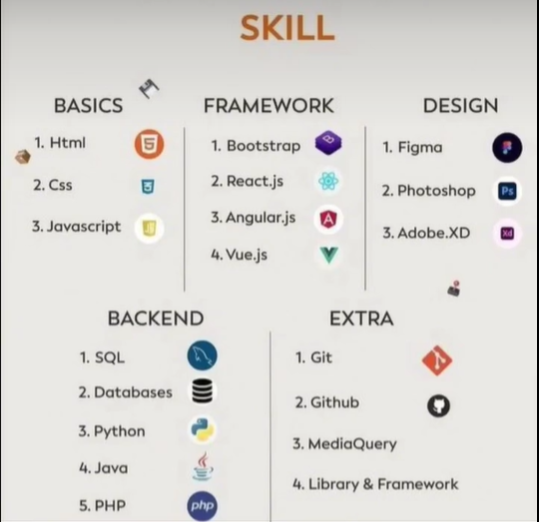 SKILL
BASICS
1. Html
2. Css
3. Javascript
FRAMEWORK
1. Bootstrap
2. React.js
3. Angular.js
4. Vue.js
DESIGN
1. Figma
2. Photoshop
Ps
3. Adobe.XD
Xd
BACKEND
1. SQL
2. Databases
3. Python
4. Java
5. PHP
php
EXTRA
1. Git
2. Github
3. MediaQuery
4. Library & Framework